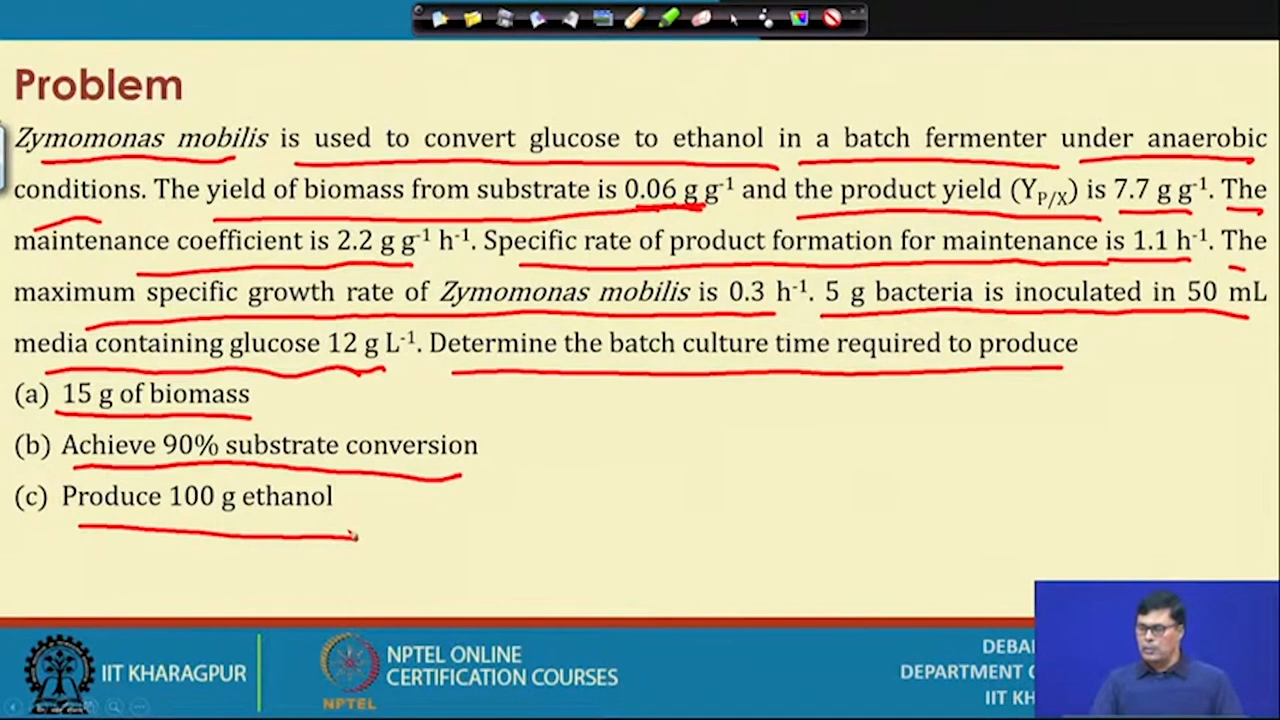 Problem
Zymomonas mobilis is used to convert glucose to ethanol in a batch fermenter under anaerobic
conditions. The yield of biomass from substrate is 0.06 g g⁻¹ and the product yield (Y_P/X) is 7.7 g g⁻¹. The
maintenance coefficient is 2.2 g g⁻¹ h⁻¹. Specific rate of product formation for maintenance is 1.1 h⁻¹. The
maximum specific growth rate of Zymomonas mobilis is 0.3 h⁻¹. 5 g bacteria is inoculated in 50 mL
media containing glucose 12 g L⁻¹. Determine the batch culture time required to produce
(a) 15 g of biomass
(b) Achieve 90% substrate conversion
(c) Produce 100 g ethanol
IIT KHARAGPUR
NPTEL
NPTEL ONLINE
CERTIFICATION COURSES
DEBA
DEPARTMENT
IIT KH